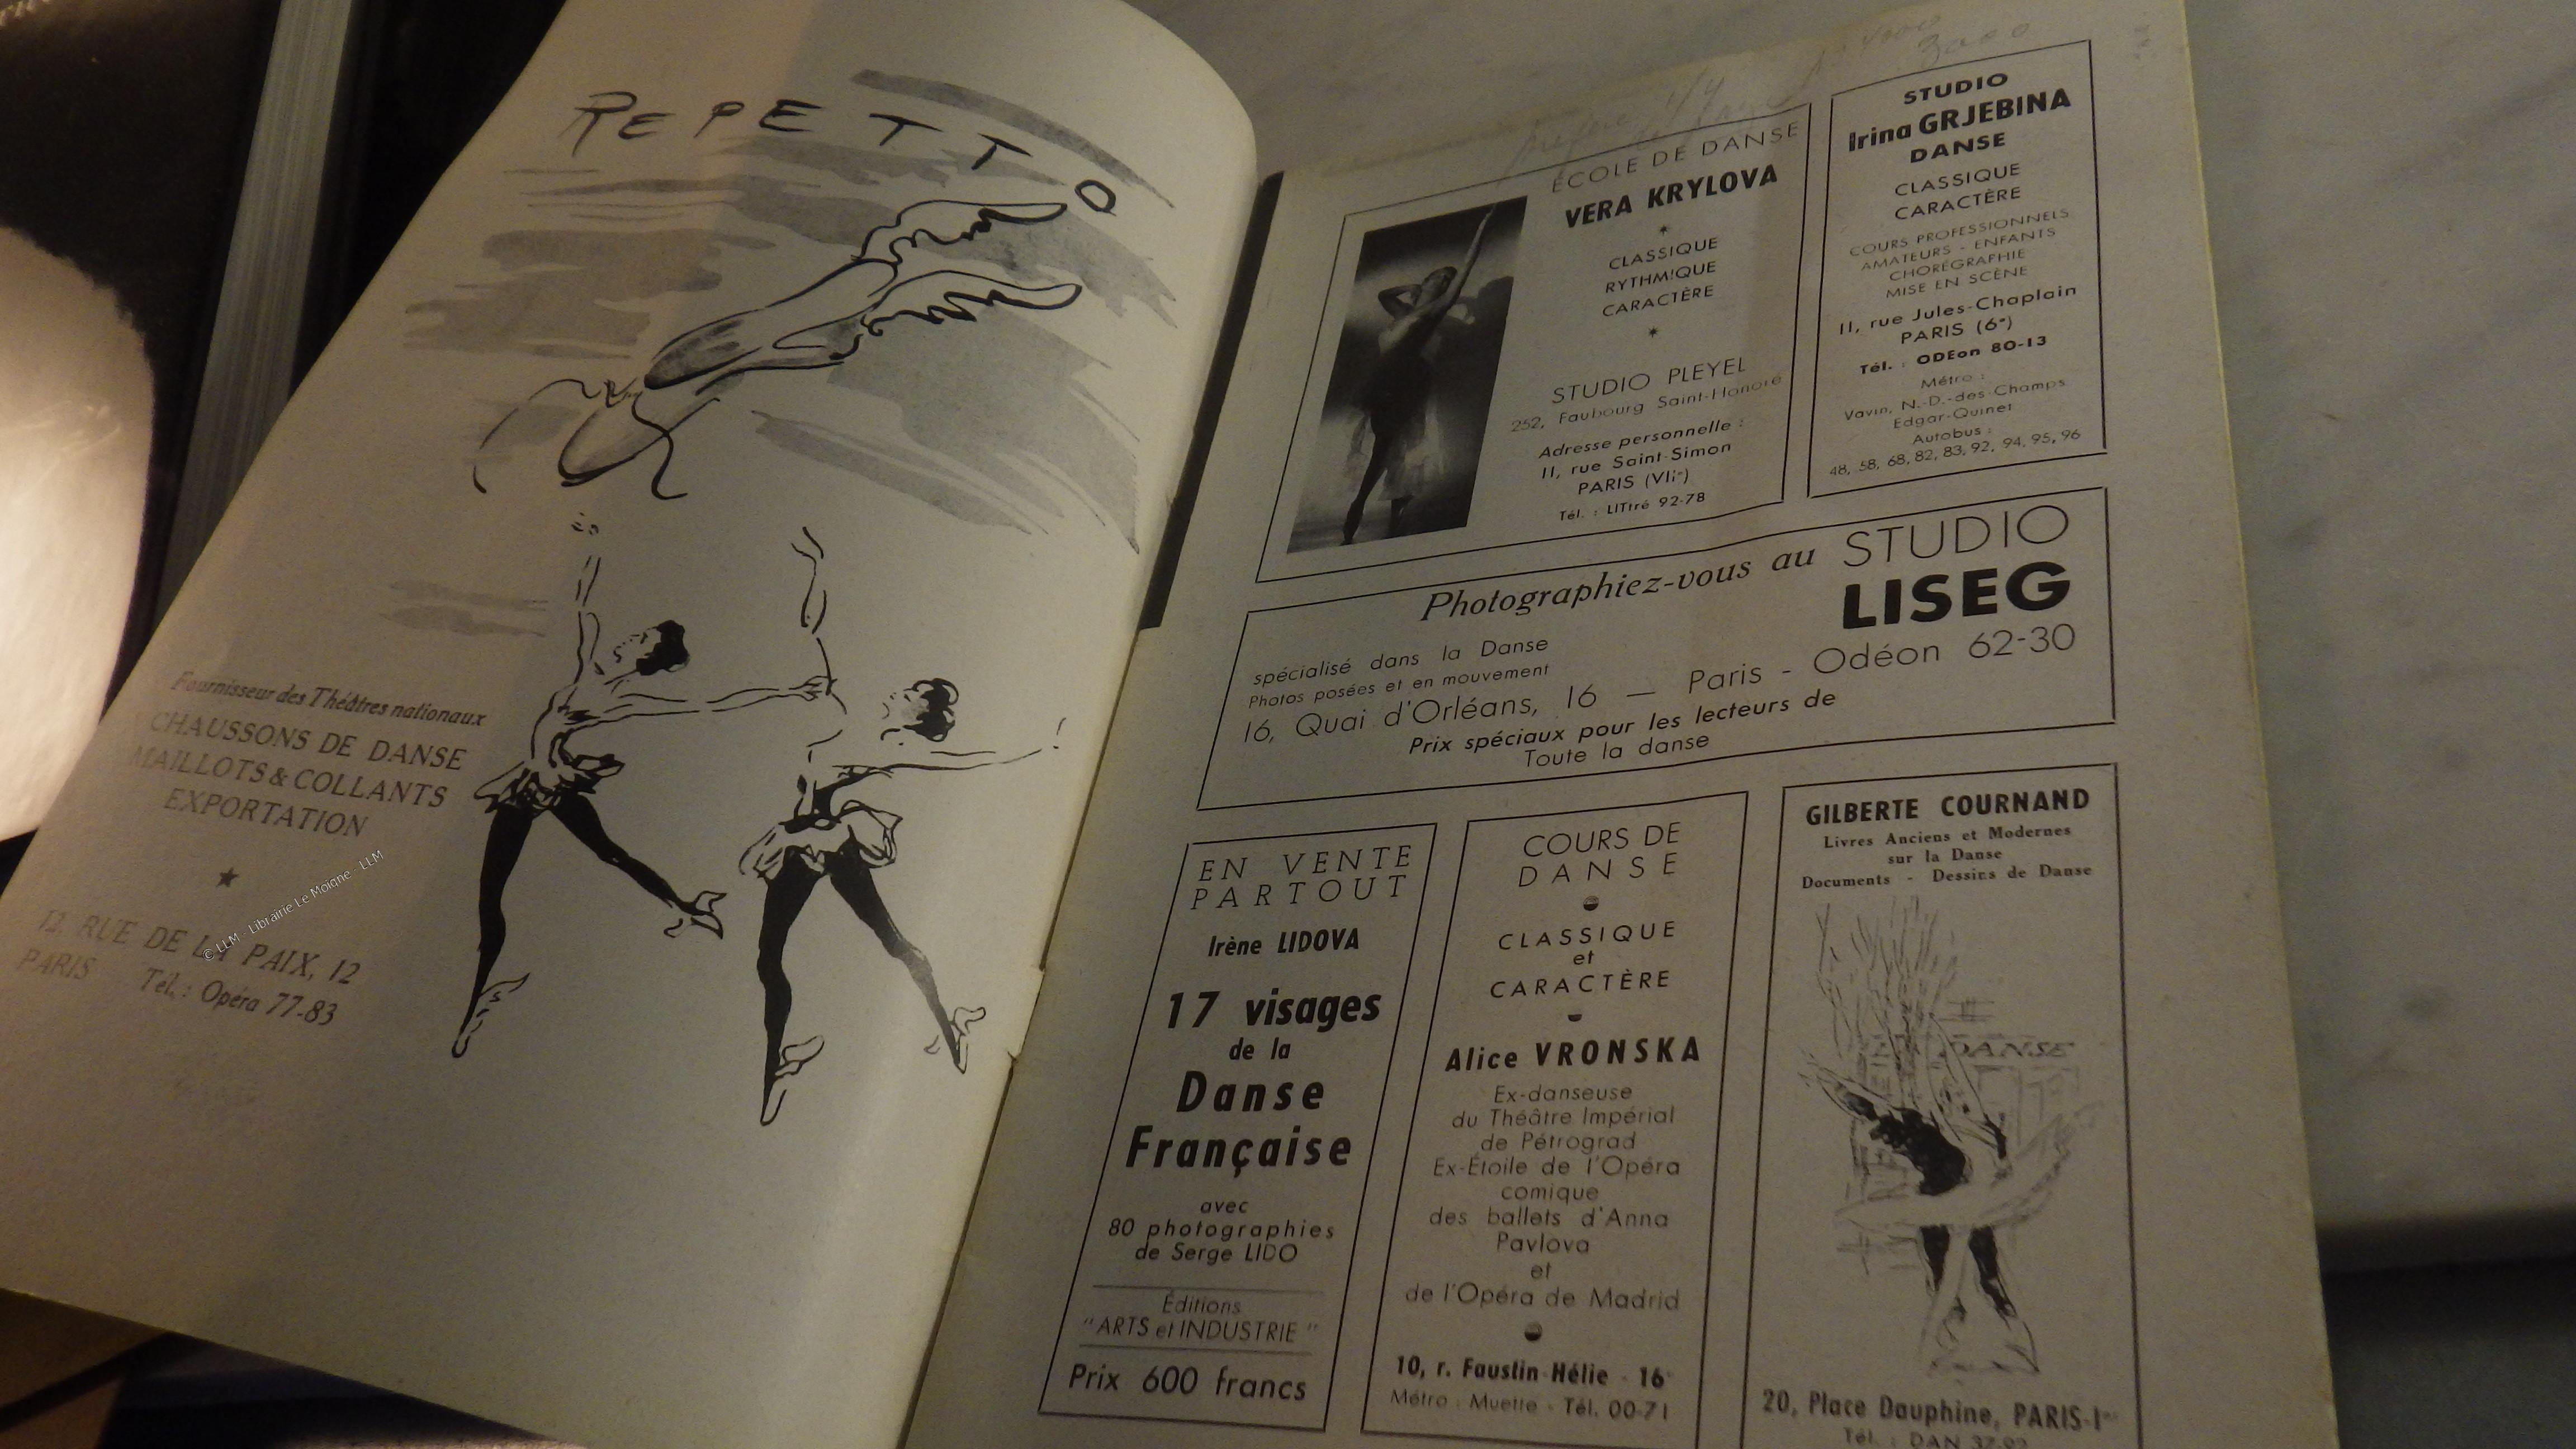 REPETTO
Fournisseur des Théâtres nationaux
CHAUSSONS DE DANSE
MAILLOTS & COLLANTS
EXPORTATION
12, RUE DE LA PAIX, 12
PARIS Tél. : Opéra 77-83
© LLM - Librairie Le Moigne - LLM
3000
ÉCOLE DE DANSE
VERA KRYLOVA
CLASSIQUE
RYTHMIQUE
CARACTÈRE
STUDIO PLEYEL
252, Faubourg Saint-Honoré
Adresse personnelle :
11, rue Saint-Simon
PARIS (VIIe)
Tél. : LITtré 92-78
STUDIO
Irina GRJEBINA
DANSE
CLASSIQUE
CARACTÈRE
COURS PROFESSIONNELS
AMATEURS - ENFANTS
CHORÉGRAPHIE
MISE EN SCÈNE
11, rue Jules-Chaplain
PARIS (6e)
Tél. : ODEon 80-13
Métro :
Vavin, N.-D.-des-Champs
Edgar-Quinet
Autobus :
48, 58, 68, 82, 83, 92, 94, 95, 96
Photographiez-vous au STUDIO
LISEG
spécialisé dans la Danse
Photos posées et en mouvement
16, Quai d'Orléans, 16 — Paris - Odéon 62-30
Prix spéciaux pour les lecteurs de
Toute la danse
EN VENTE
PARTOUT
Irène LIDOVA
17 visages
de la
Danse
Française
avec
80 photographies
de Serge LIDO
Éditions
"ARTS et INDUSTRIE"
Prix 600 francs
COURS DE
DANSE
CLASSIQUE
et
CARACTÈRE
Alice VRONSKA
Ex-danseuse
du Théâtre Impérial
de Pétrograd
Ex-Étoile de l'Opéra
comique
des ballets d'Anna
Pavlova
et
de l'Opéra de Madrid
10, r. Faustin-Hélie - 16e
Métro : Muette - Tél. 00-71
GILBERTE COURNAND
Livres Anciens et Modernes
sur la Danse
Documents - Dessins de Danse
DANSE
20, Place Dauphine, PARIS-1er
Tél. : DAN